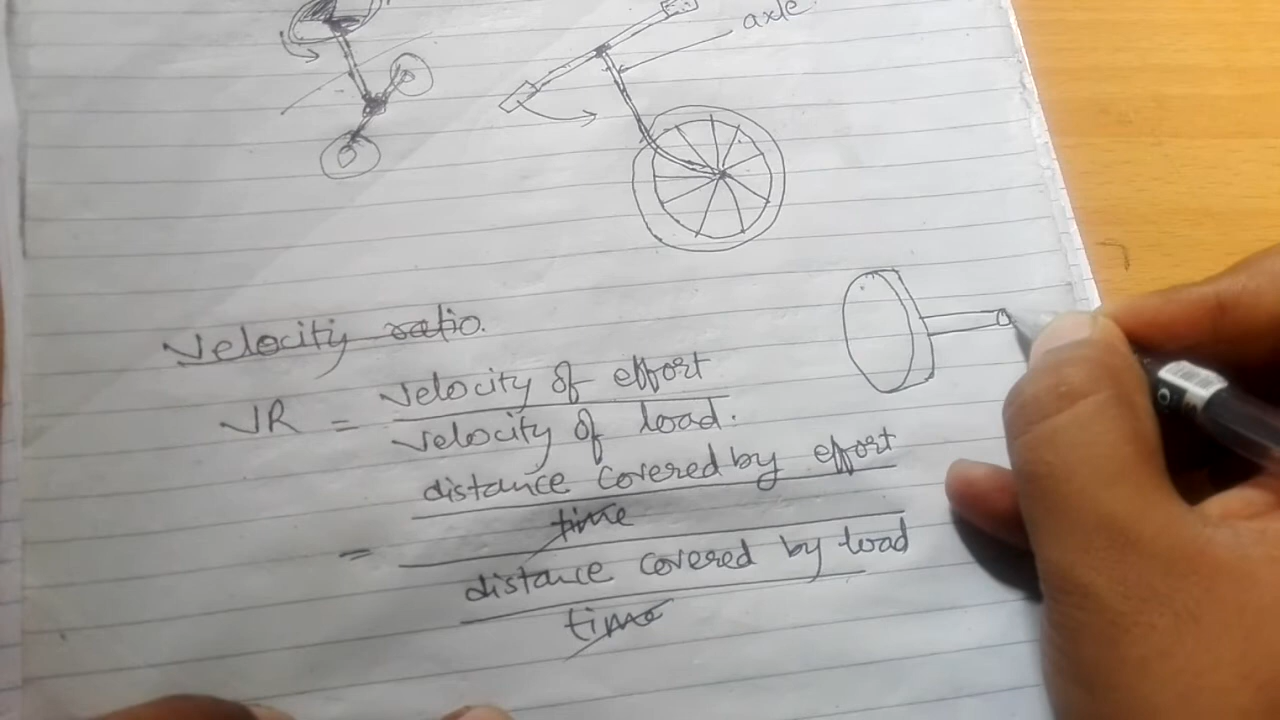 axle
Velocity ratio.
VR = Velocity of effort
Velocity of load.
distance covered by effort
time
=
distance covered by load
time